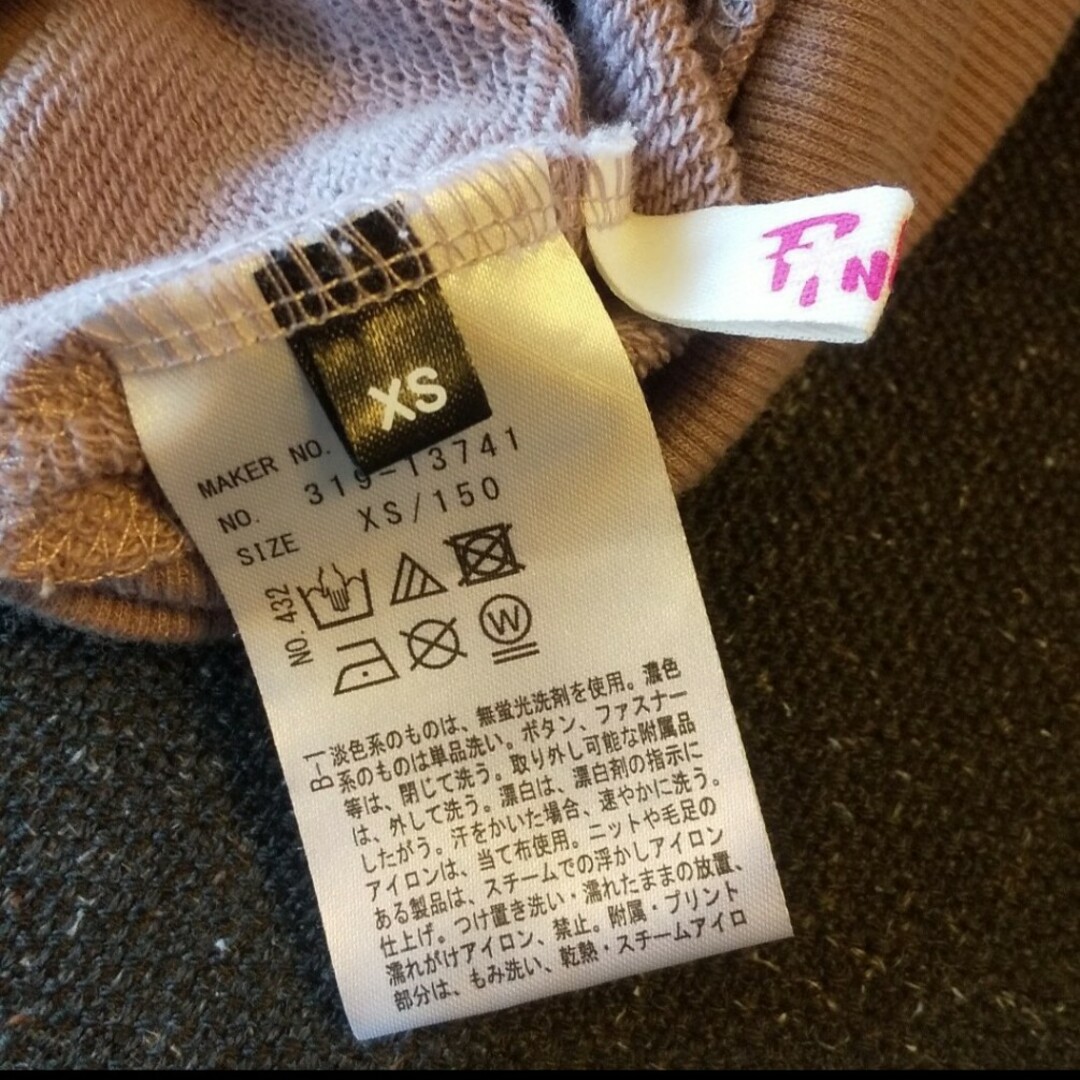 PIN
XS
MAKER NO.
NO. 319-13741
SIZE XS/150
NO. 432
W
B-1 淡色系のものは、無蛍光洗剤を使用。濃色
系のものは単品洗い。ボタン、ファスナー
等は、閉じて洗う。取り外し可能な附属品
は、外して洗う。漂白は、漂白剤の指示に
したがう。汗をかいた場合、速やかに洗う。
アイロンは、当て布使用。ニットや毛足の
ある製品は、スチームでの浮かしアイロン
仕上げ。つけ置き洗い・濡れたままの放置、
濡れがけアイロン、禁止。附属・プリント
部分は、もみ洗い、乾熱・スチームアイロ